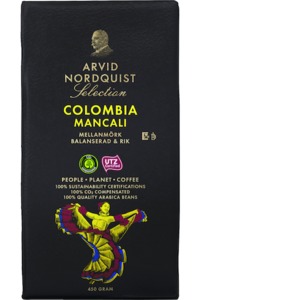 ARVID
NORDQUIST
Selection
COLOMBIA
MANCALI
MELLANMÖRK
BALANSERAD & RIK
UTZ
Certified
PEOPLE • PLANET • COFFEE
100% SUSTAINABILITY CERTIFICATIONS
100% CO₂ COMPENSATED
100% QUALITY ARABICA BEANS
450 GRAM